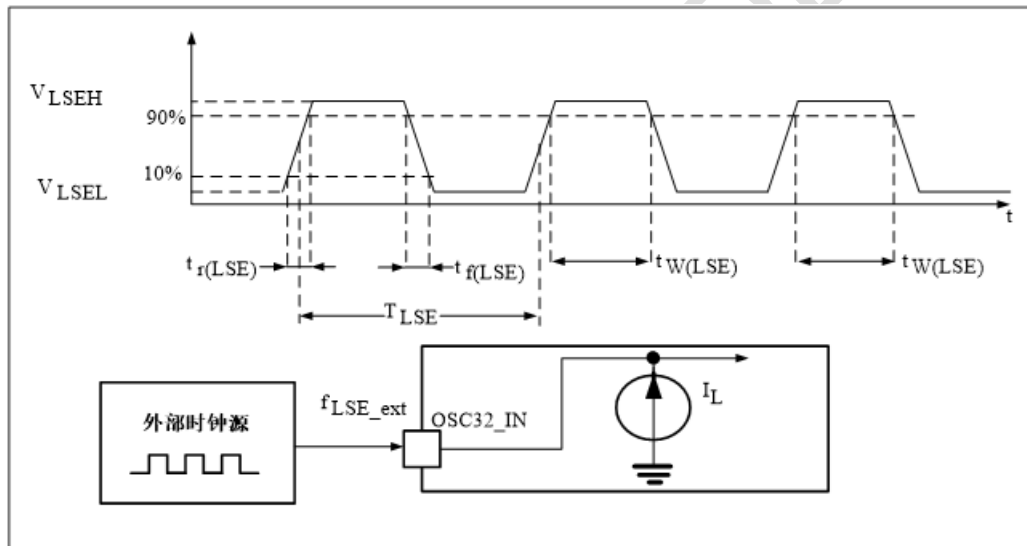 V LSEH
90%
10%
V LSEL
t
t r(LSE)
t f(LSE)
t W(LSE)
t W(LSE)
T LSE
外部时钟源
f LSE_ext
OSC32_IN
I L